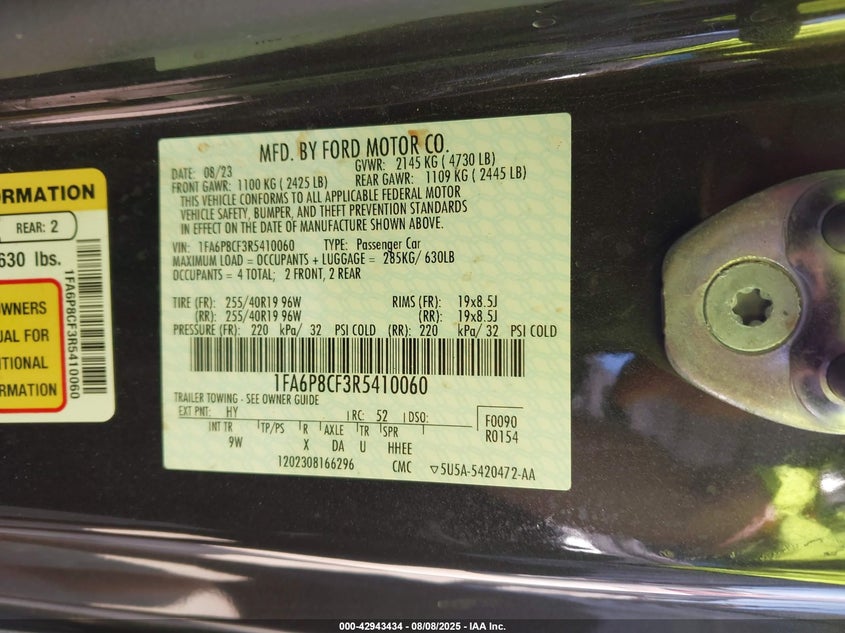 ORMATION
REAR: 2
630 lbs.
OWNERS
UAL FOR
ITIONAL
ORMATION
1FA6P8CF3R5410060
MFD. BY FORD MOTOR CO.
DATE: 08/23 GVWR: 2145 KG ( 4730 LB)
FRONT GAWR: 1100 KG ( 2425 LB) REAR GAWR: 1109 KG ( 2445 LB)
THIS VEHICLE CONFORMS TO ALL APPLICABLE FEDERAL MOTOR
VEHICLE SAFETY, BUMPER, AND THEFT PREVENTION STANDARDS
IN EFFECT ON THE DATE OF MANUFACTURE SHOWN ABOVE.
VIN: 1FA6P8CF3R5410060 TYPE: Passenger Car
MAXIMUM LOAD = OCCUPANTS + LUGGAGE = 285KG/ 630LB
OCCUPANTS = 4 TOTAL; 2 FRONT, 2 REAR
TIRE (FR): 255/40R19 96W RIMS (FR): 19x8.5J
(RR): 255/40R19 96W (RR): 19x8.5J
PRESSURE (FR): 220 kPa/ 32 PSI COLD (RR): 220 kPa/ 32 PSI COLD
1FA6P8CF3R5410060
TRAILER TOWING - SEE OWNER GUIDE
EXT PNT: HY RC: 52 DSO: F0090
INT TR TP/PS R AXLE TR SPR R0154
9W X DA U HHEE
1202308166296 CMC ▽5U5A-5420472-AA
000-42943434 - 08/08/2025 - IAA Inc.